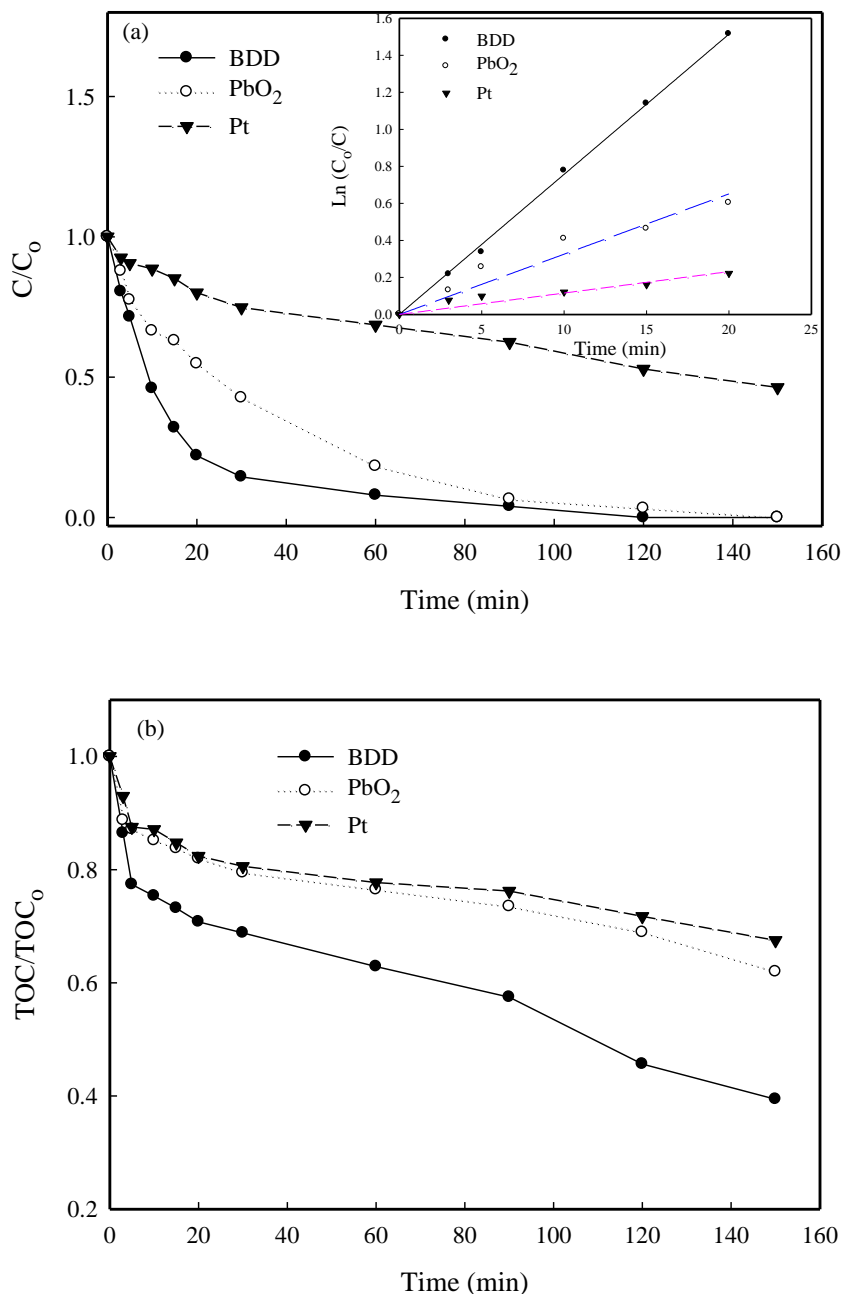 (a)
BDD
PbO2
Pt
1.5
1.0
0.5
0.0
C/Co
0 20 40 60 80 100 120 140 160
Time (min)
BDD
PbO2
Pt
1.6
1.4
1.2
1.0
0.8
0.6
0.4
0.2
0.0
Ln (Co/C)
0 5 10 15 20 25
Time (min)
(b)
BDD
PbO2
Pt
1.0
0.8
0.6
0.4
0.2
TOC/TOCo
0 20 40 60 80 100 120 140 160
Time (min)